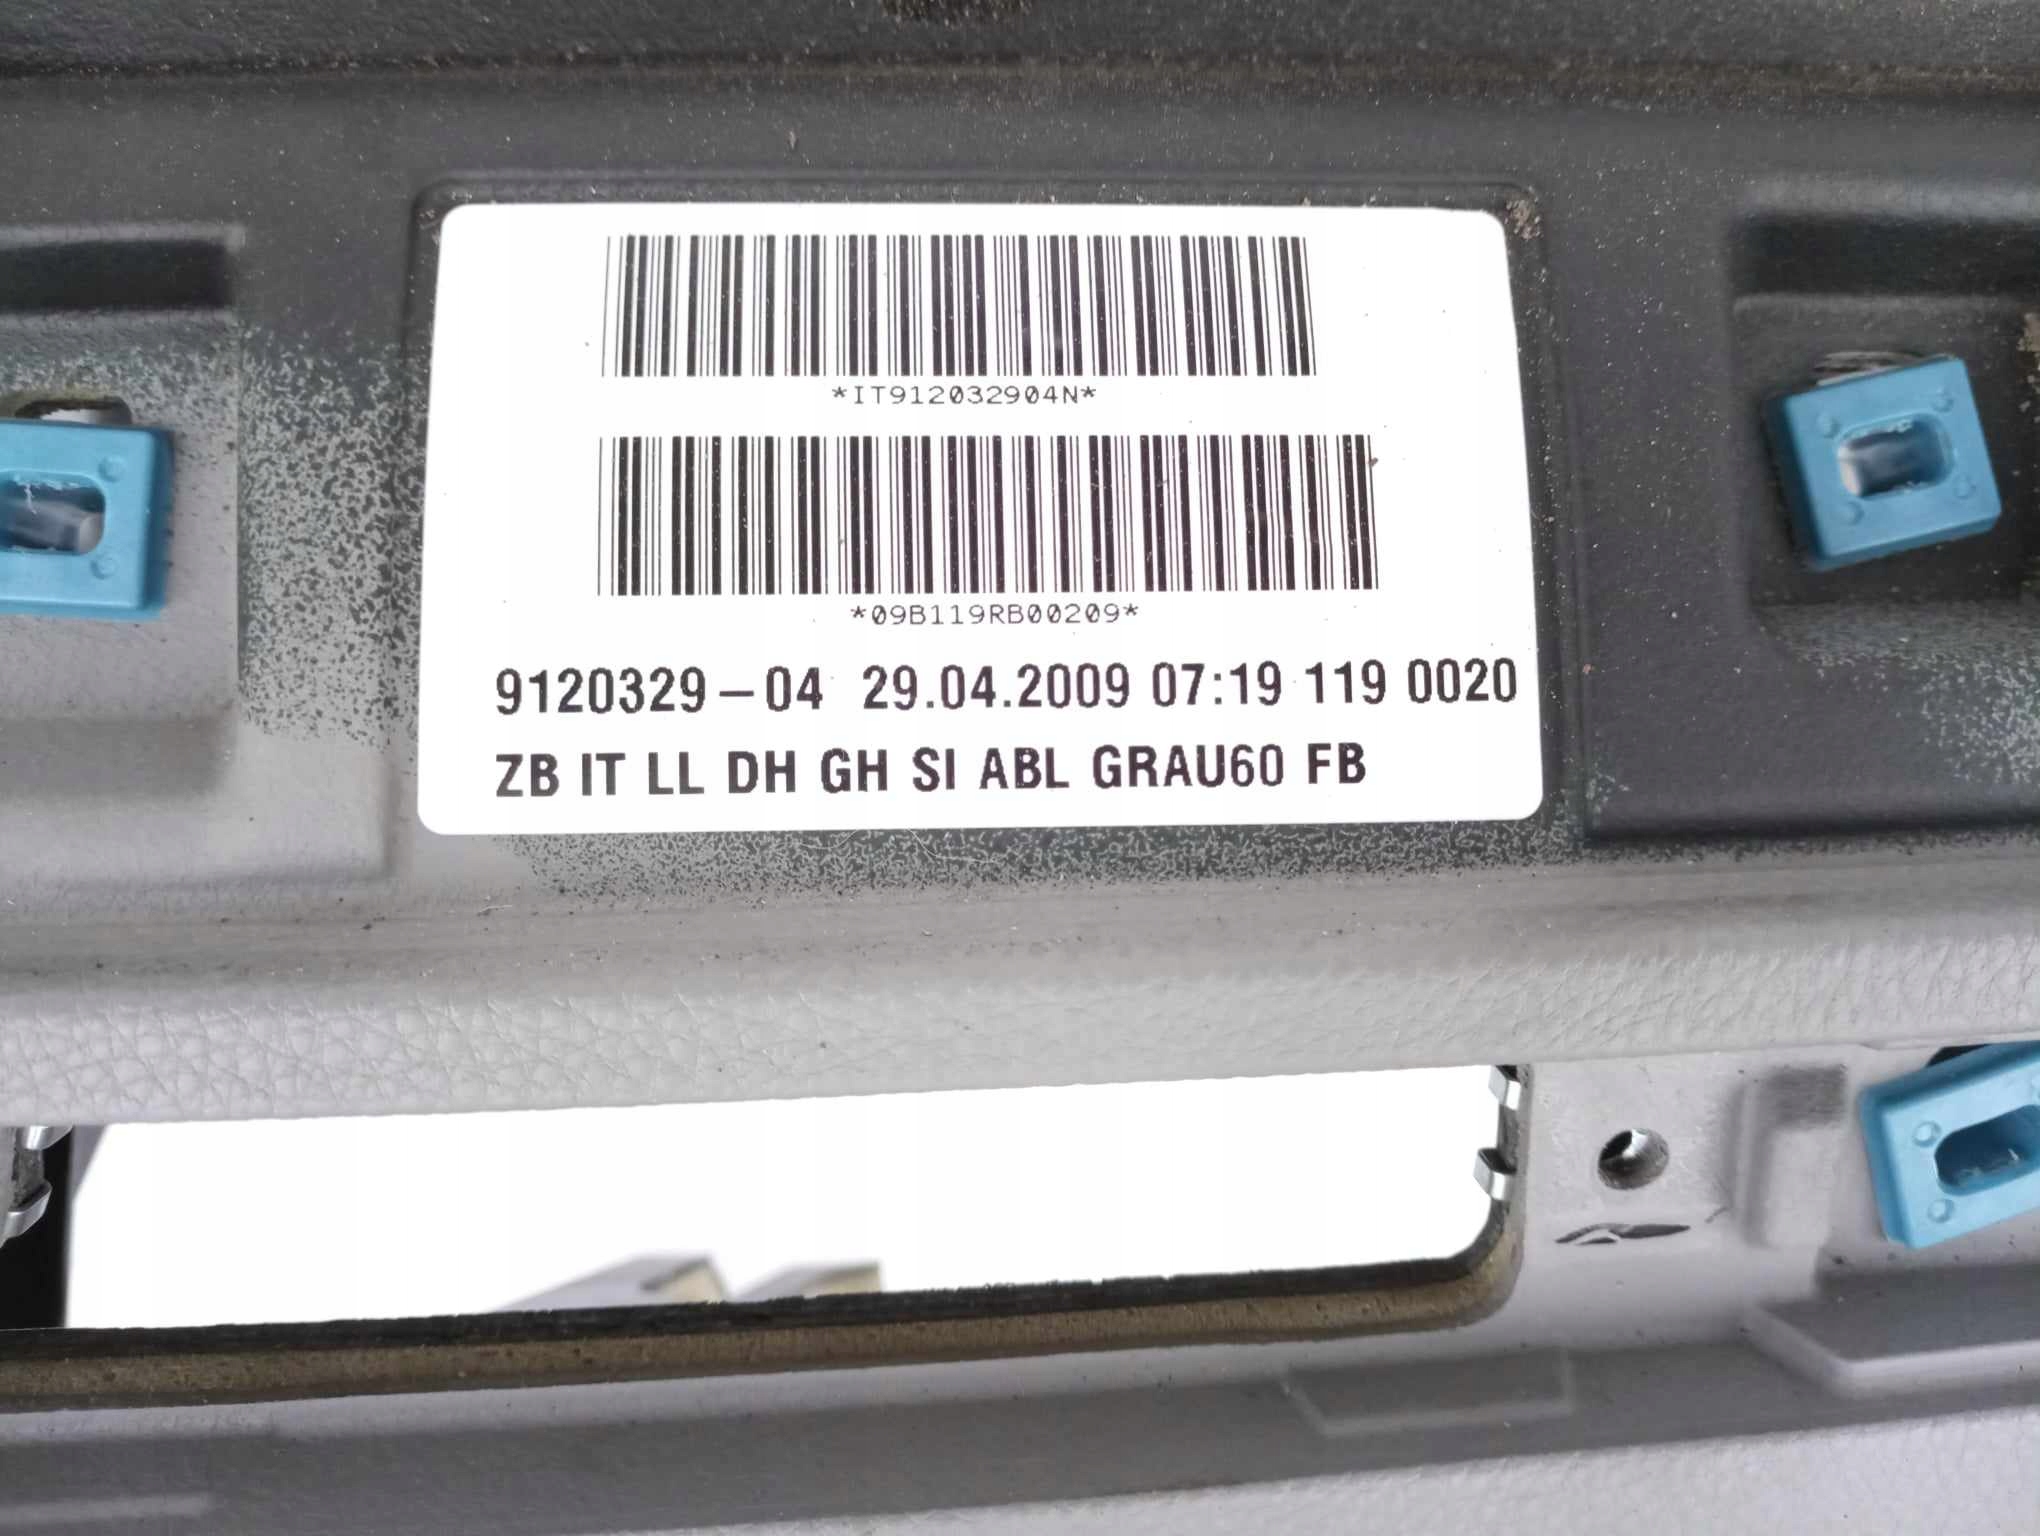 *IT912032904N*
*09B119RB00209*
9120329-04 29.04.2009 07:19 119 0020
ZB IT LL DH GH SI ABL GRAU60 FB